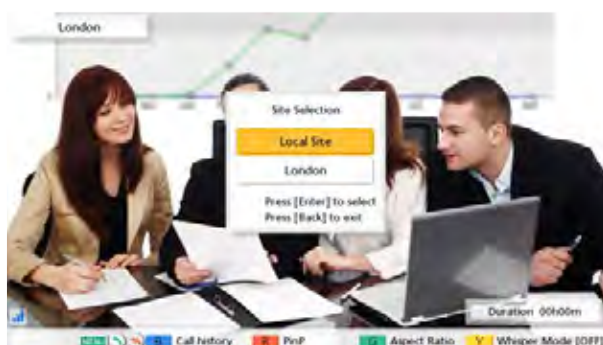 London
Site Selection
Local Site
London
Press [Enter] to select
Press [Back] to exit
Duration 00h00m
MENU B Call history R PinP G Aspect Ratio Y Whisper Mode [OFF]